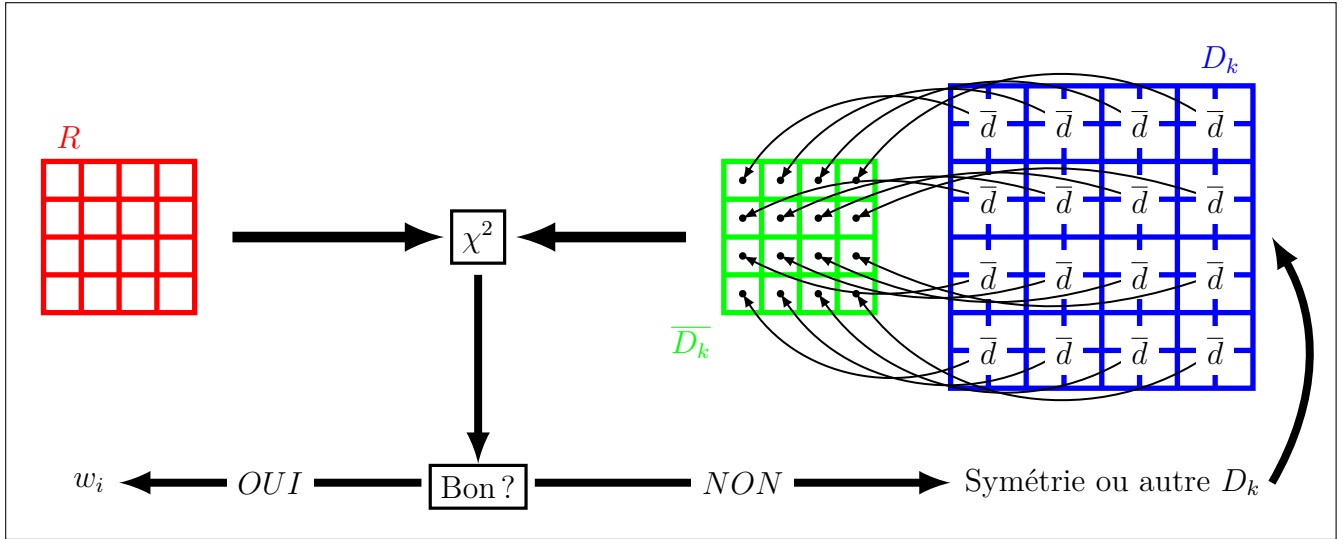 D_k
R
d̅ d̅ d̅ d̅
d̅ d̅ d̅ d̅
χ²
d̅ d̅ d̅ d̅
\overline{D_k}
d̅ d̅ d̅ d̅
w_i OUI Bon ? NON Symétrie ou autre D_k